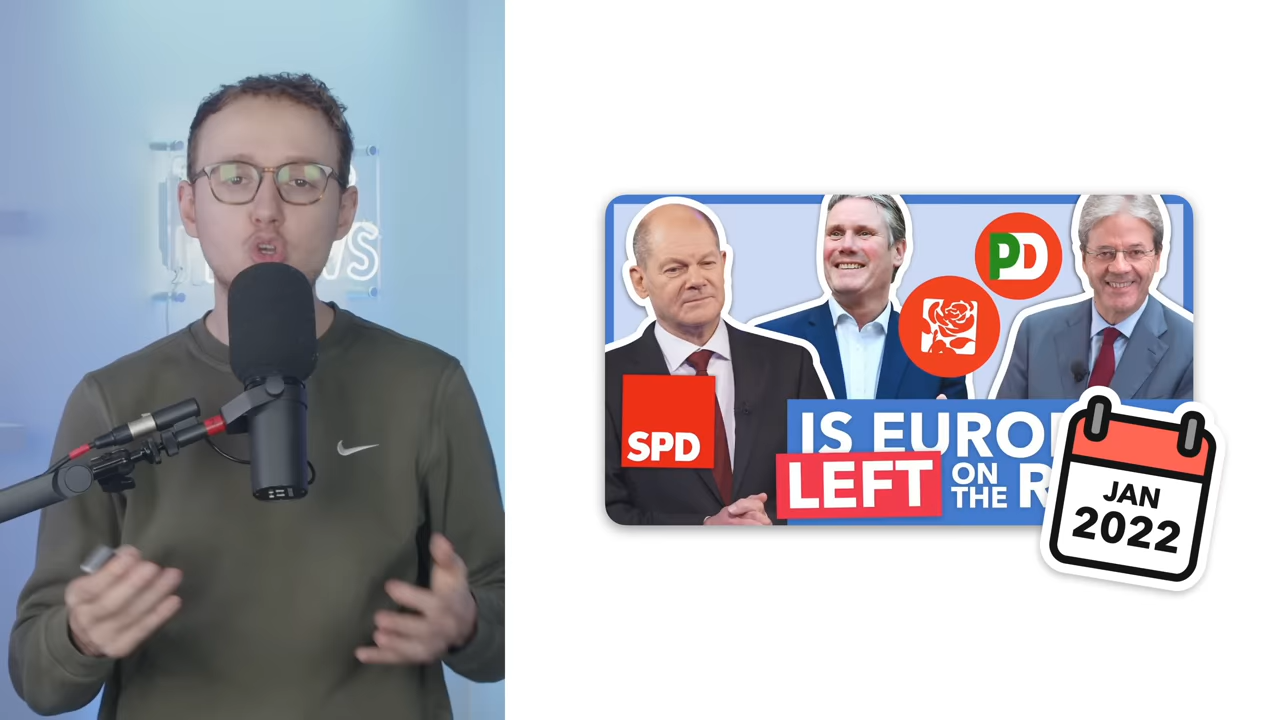 SPD
PD
IS EURO
LEFT
ON
THE R
JAN
2022